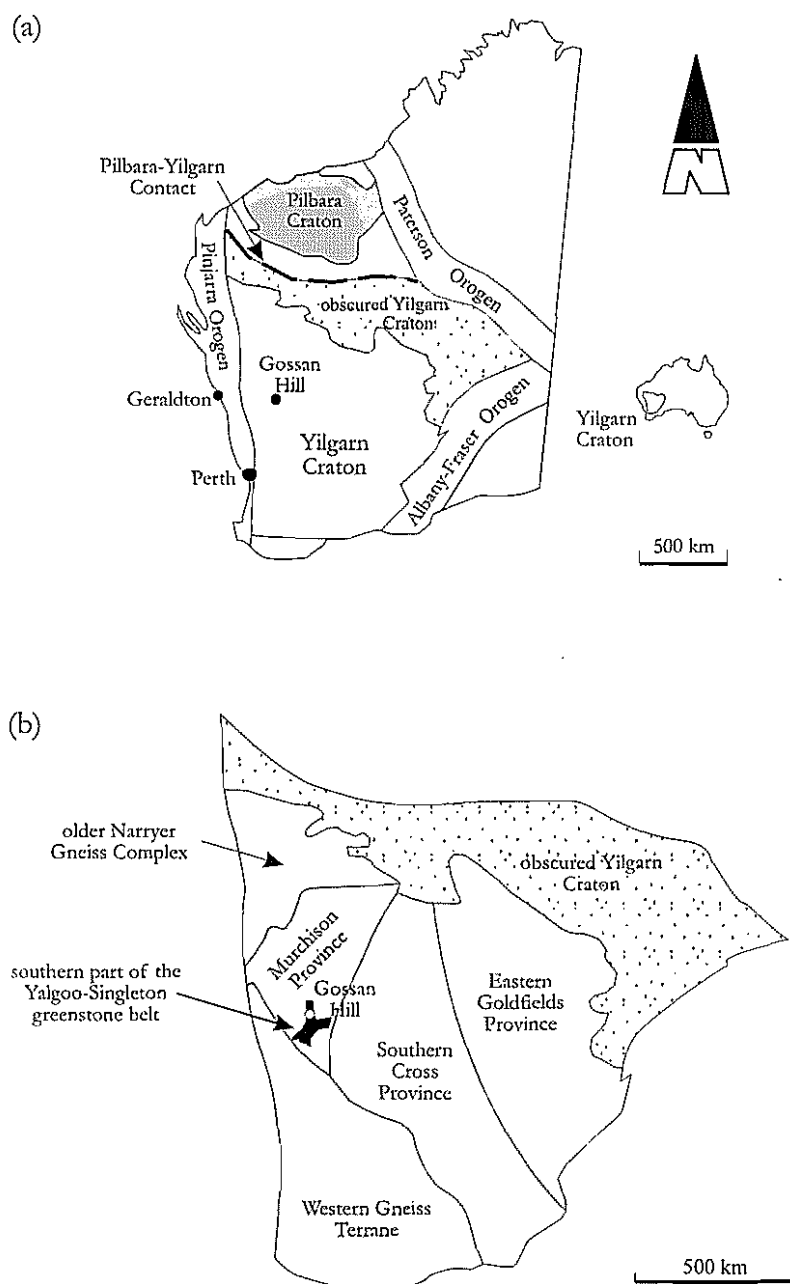 (a)
Pilbara-Yilgarn
Contact
Pilbara
Craton
Paterson
Orogen
N
Pinjarra Orogen
obscured Yilgarn
Craton
Gossan
Hill
Geraldton
Yilgarn
Craton
Perth
Albany-Fraser Orogen
Yilgarn
Craton
500 km
(b)
older Narryer
Gneiss Complex
obscured Yilgarn
Craton
Murchison
Province
southern part of the
Yalgoo-Singleton
greenstone belt
Gossan
Hill
Eastern
Goldfields
Province
Southern
Cross
Province
Western Gneiss
Terrane
500 km